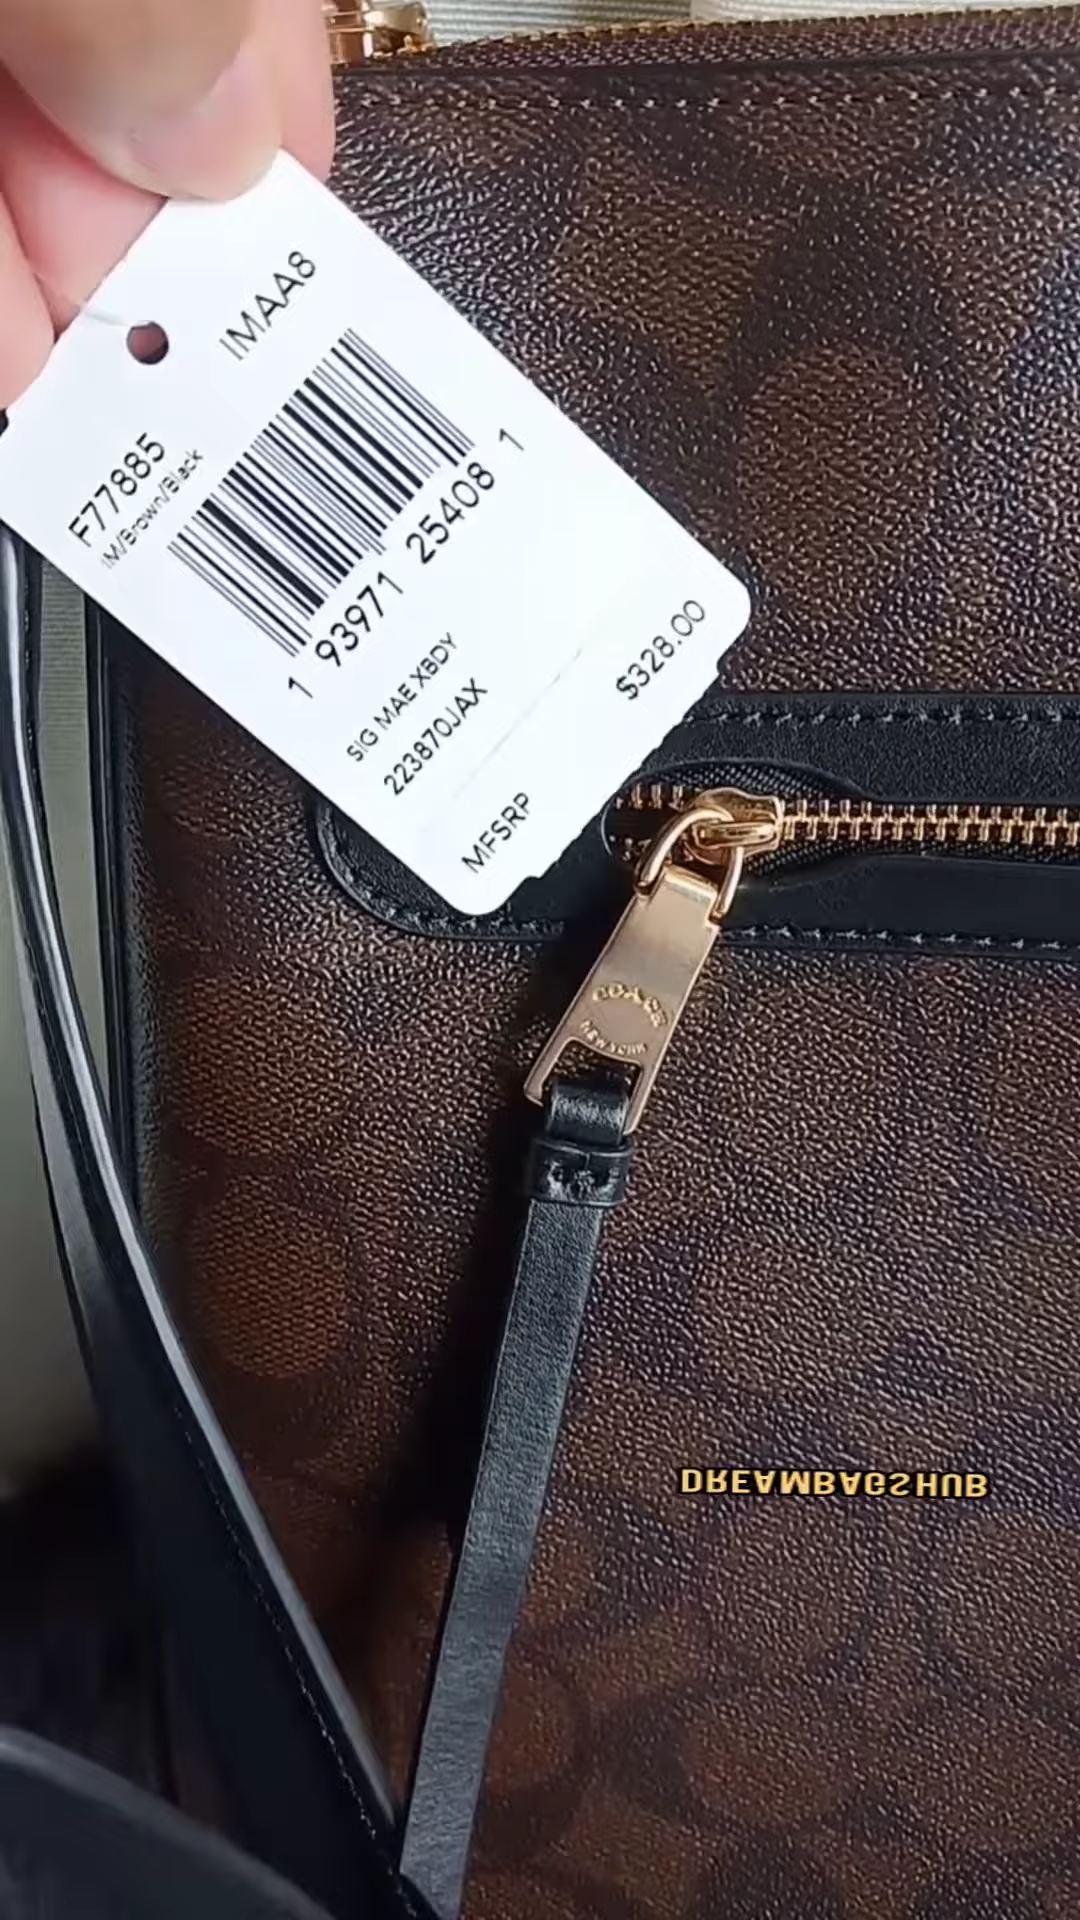 IMAA8
F77885
IM/Brown/Black
1 93971 25408 1
SIG MAE XBDY
223870JAX
$328.00
MFSRP
COACH
NEW YORK
DREAMBAGSHUB